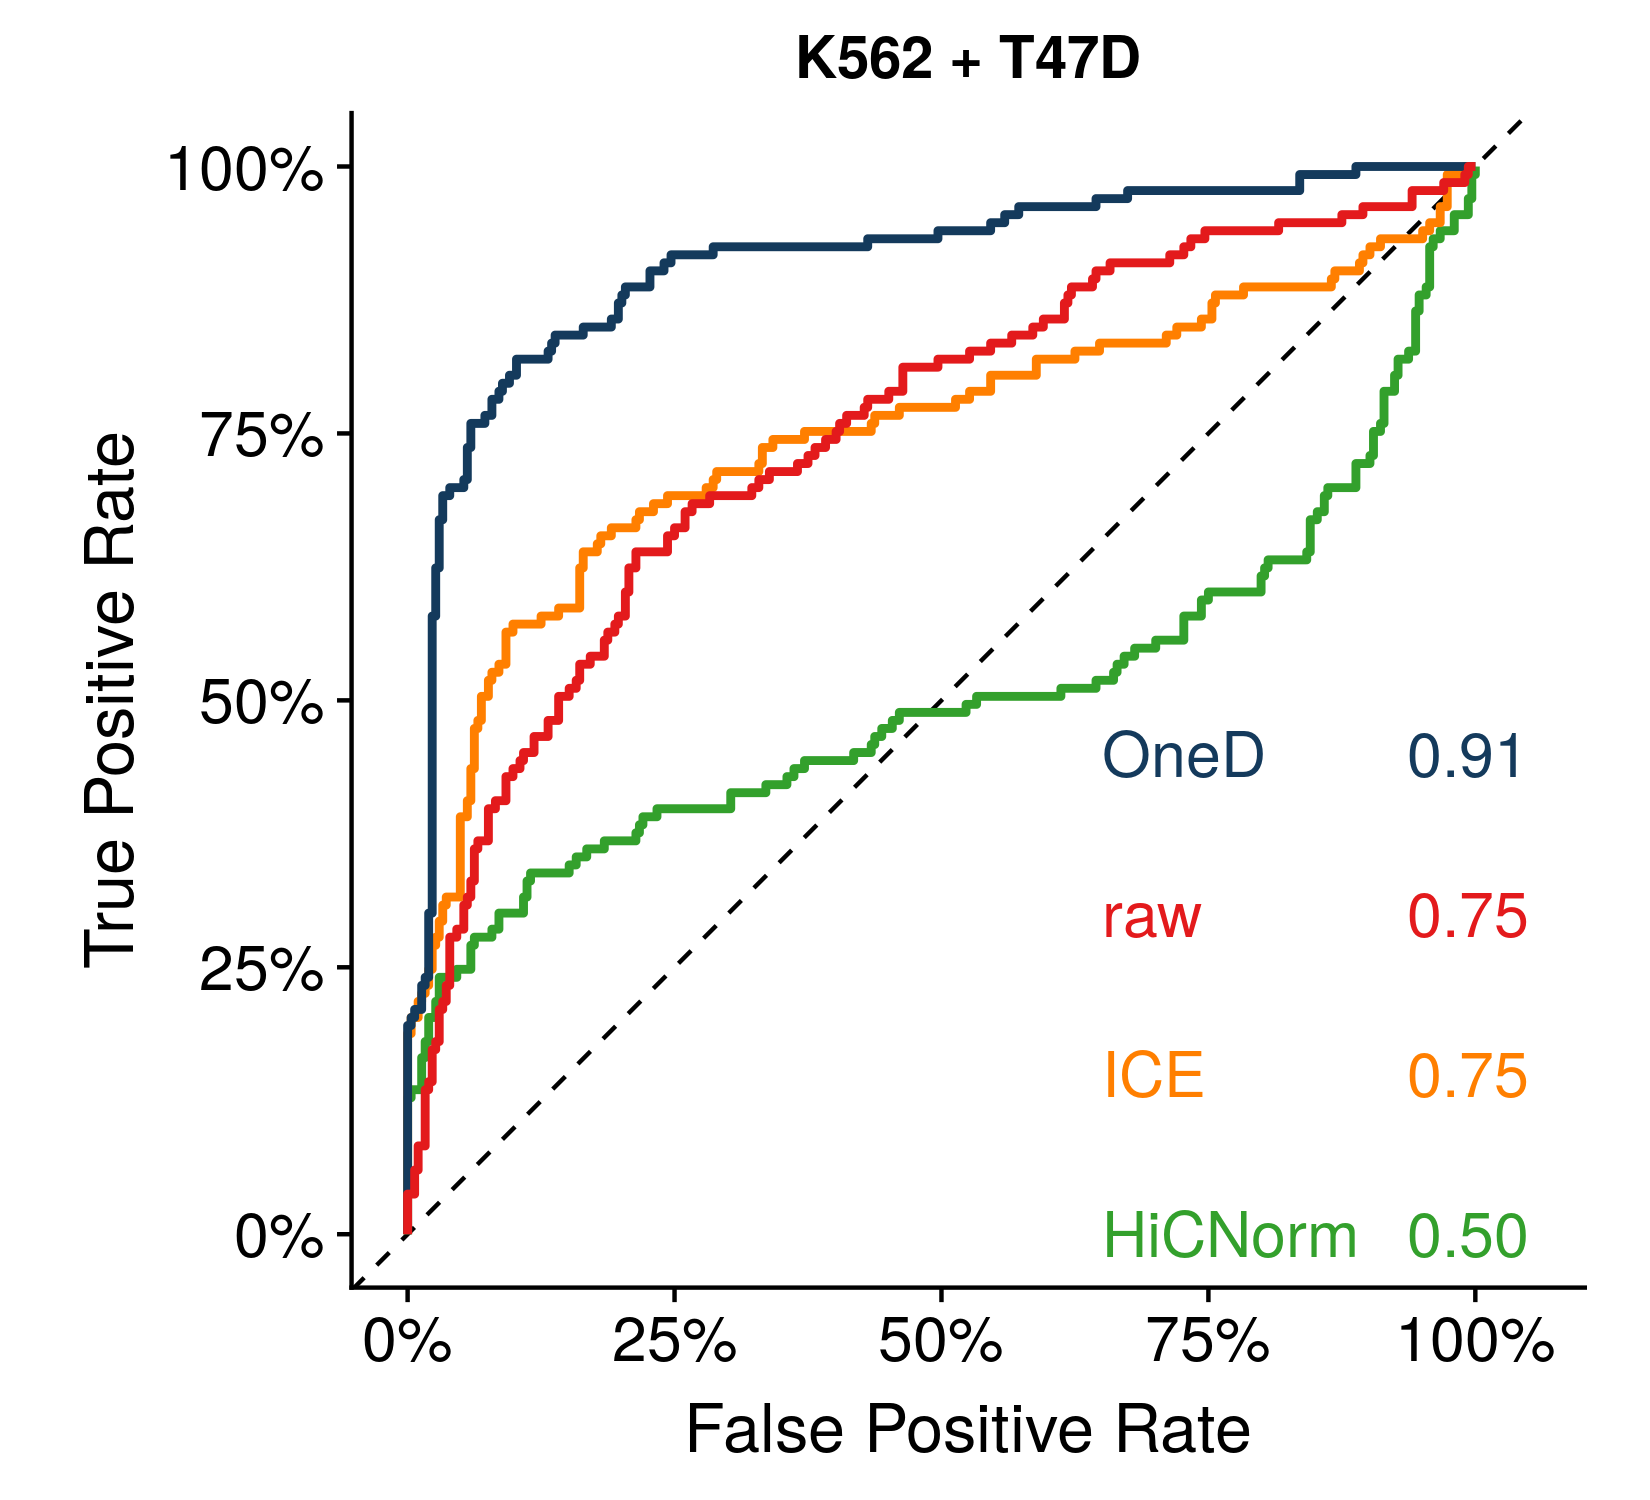 K562 + T47D
True Positive Rate
100%
75%
50%
25%
0%
OneD 0.91
raw 0.75
ICE 0.75
HiCNorm 0.50
0% 25% 50% 75% 100%
False Positive Rate